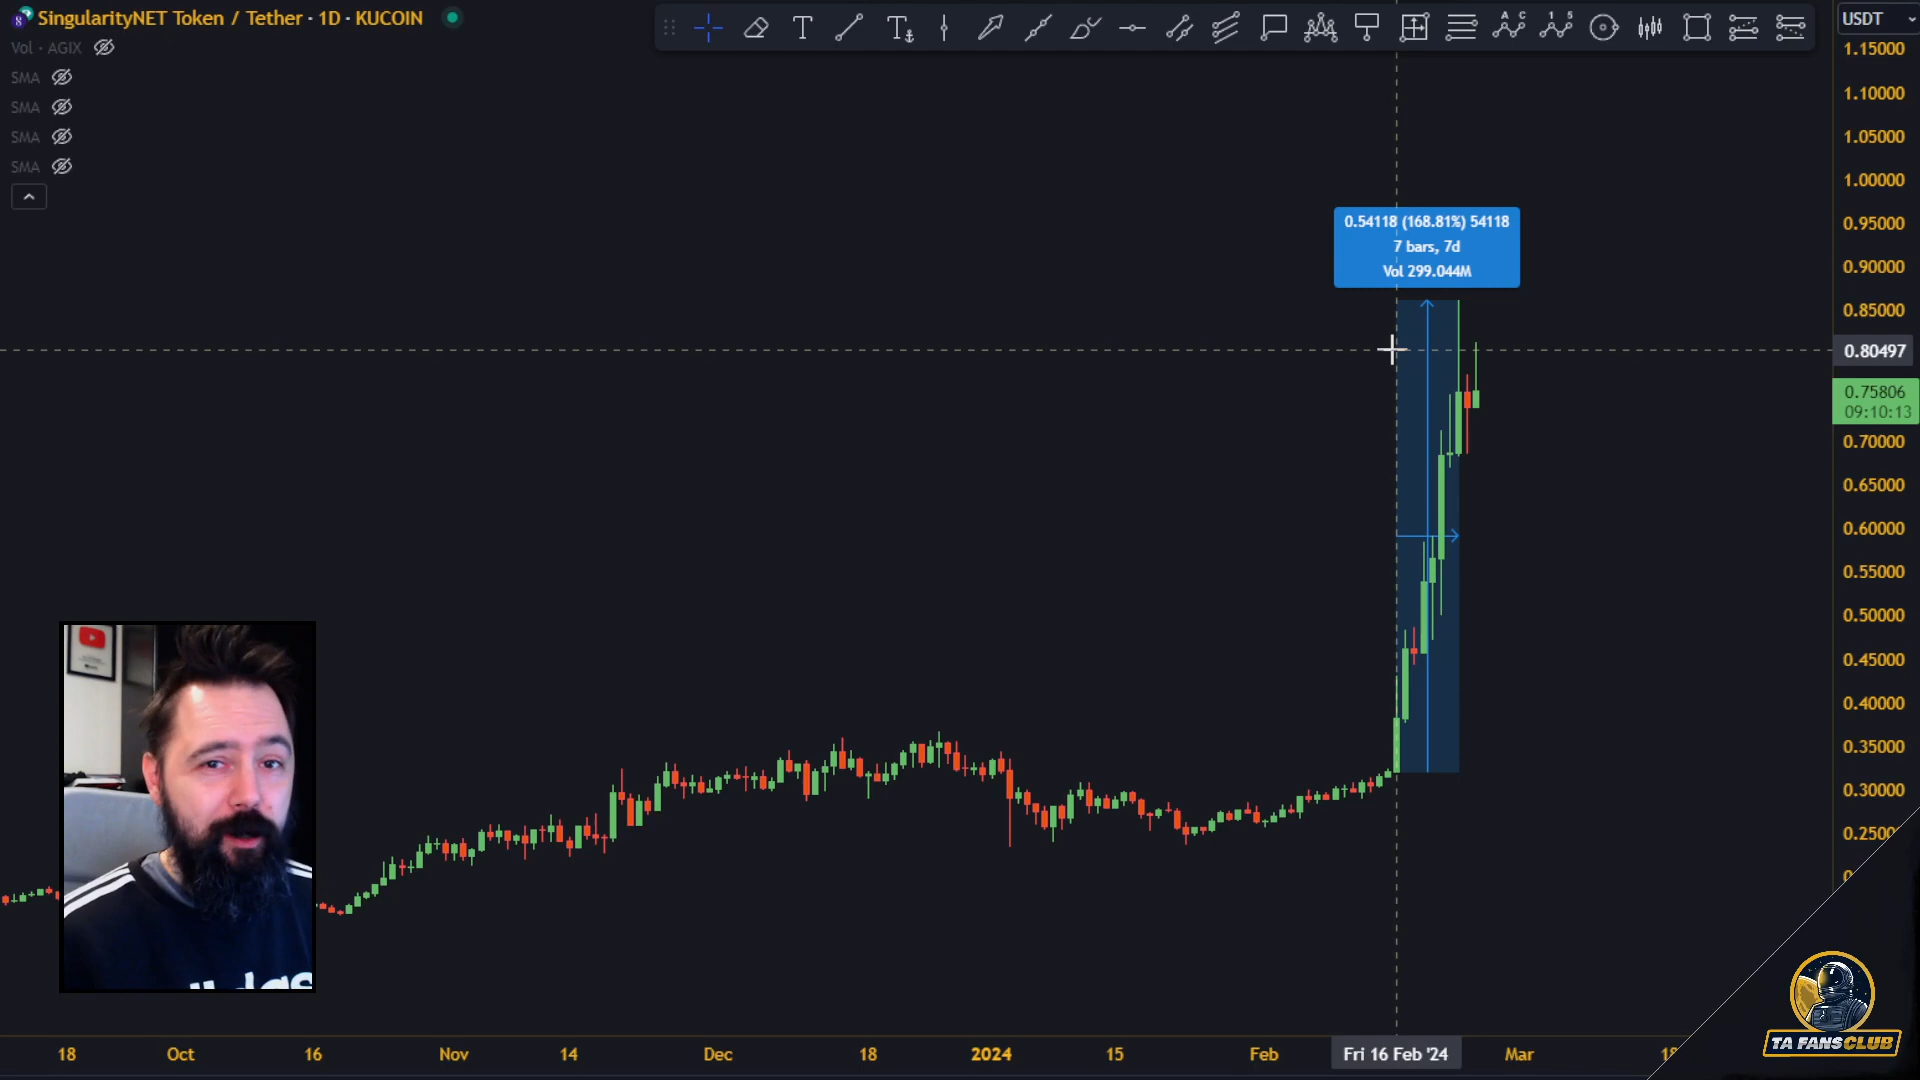 SingularityNET Token / Tether · 1D · KUCOIN
Vol · AGIX
SMA
SMA
SMA
SMA
T
T
A C
1 5
USDT
1.15000
1.10000
1.05000
1.00000
0.95000
0.90000
0.85000
0.80497
0.75806
09:10:13
0.70000
0.65000
0.60000
0.55000
0.50000
0.45000
0.40000
0.35000
0.30000
0.54118 (168.81%) 54118
7 bars, 7d
Vol 299.044M
18 Oct 16 Nov 14 Dec 18 2024 15 Feb Fri 16 Feb '24 Mar
TA FANSCLUB